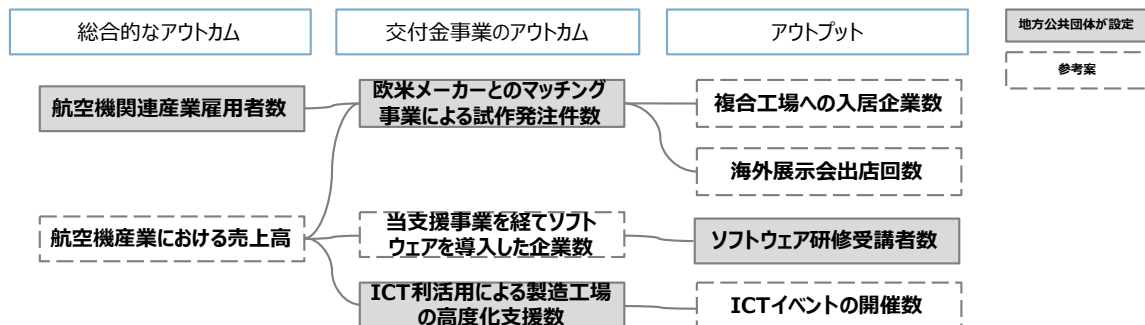 総合的なアウトカム
交付金事業のアウトカム
アウトプット
地方公共団体が設定
参考案
航空機関連産業雇用者数
欧米メーカーとのマッチング
事業による試作発注件数
複合工場への入居企業数
海外展示会出店回数
航空機産業における売上高
当支援事業を経てソフト
ウェアを導入した企業数
ソフトウェア研修受講者数
ICT利活用による製造工場
の高度化支援数
ICTイベントの開催数